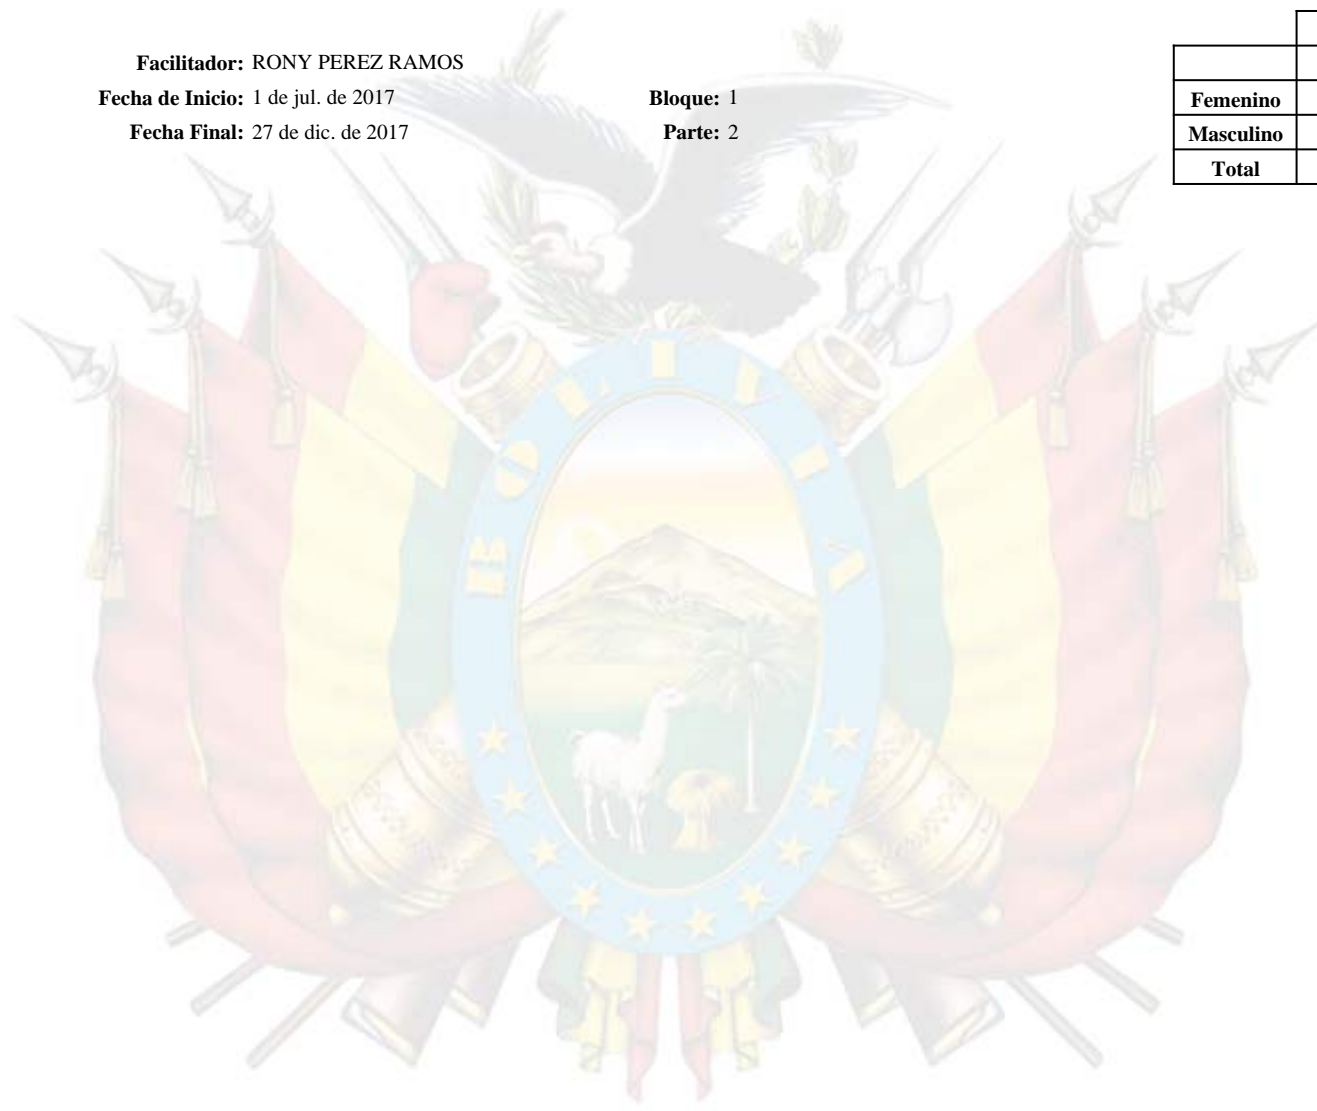 Facilitador: RONY PEREZ RAMOS
Fecha de Inicio: 1 de jul. de 2017 Bloque: 1
Fecha Final: 27 de dic. de 2017 Parte: 2
Femenino
Masculino
Total
BOLIVIA